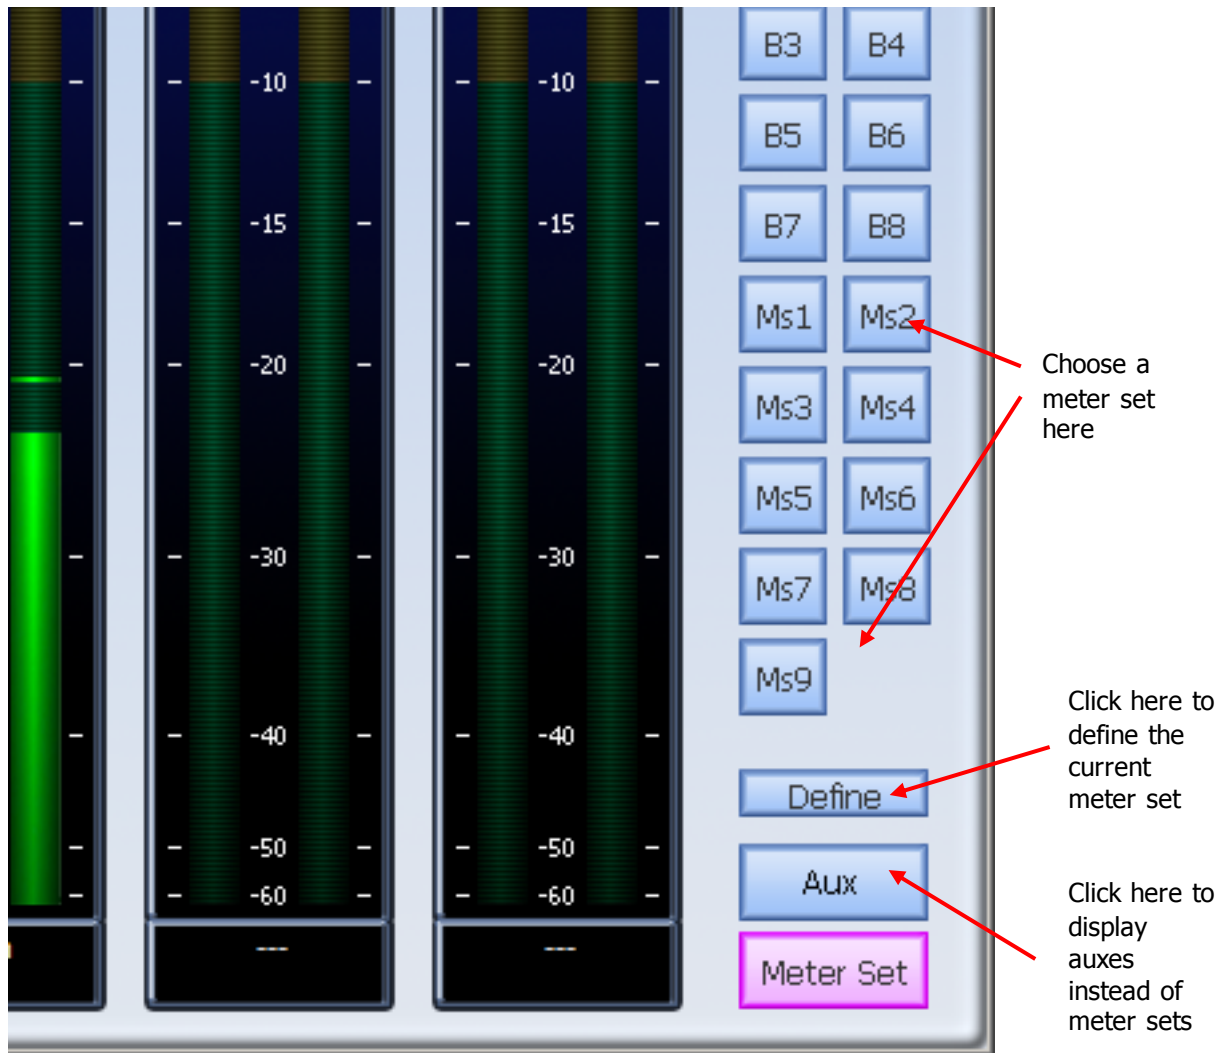 B3 B4
-10 -10
B5 B6
-15 -15
B7 B8
Ms1 Ms2
-20 -20
Choose a
meter set
here
Ms3 Ms4
Ms5 Ms6
-30 -30
Ms7 Ms8
Ms9
Click here to
define the
current
meter set
-40 -40
Define
-50 -50
Aux
-60 -60
Click here to
display
auxes
instead of
meter sets
--- ---
Meter Set